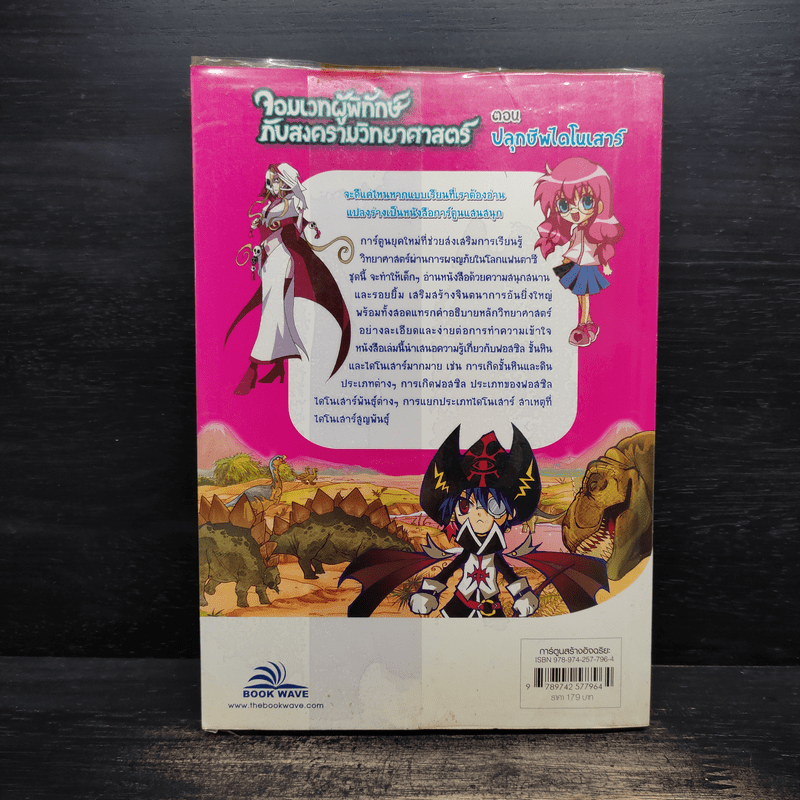 จอมเวทผู้พิทักษ์
กับสงครามวิทยาศาสตร์
ตอน
ปลุกชีพไดโนเสาร์
จะดีแค่ไหนหากแบบเรียนที่เราต้องอ่าน
แปลงร่างเป็นหนังสือการ์ตูนแสนสนุก
การ์ตูนยุคใหม่ที่ช่วยส่งเสริมการเรียนรู้
วิทยาศาสตร์ผ่านการผจญภัยในโลกแฟนตาซี
ชุดนี้ จะทำให้เด็กๆ อ่านหนังสือด้วยความสนุกสนาน
และรอยยิ้ม เสริมสร้างจินตนาการอันยิ่งใหญ่
พร้อมทั้งสอดแทรกคำอธิบายหลักวิทยาศาสตร์
อย่างละเอียดและง่ายต่อการทำความเข้าใจ
หนังสือเล่มนี้นำเสนอความรู้เกี่ยวกับฟอสซิล ชั้นหิน
และไดโนเสาร์มากมาย เช่น การเกิดชั้นหินและดิน
ประเภทต่างๆ การเกิดฟอสซิล ประเภทของฟอสซิล
ไดโนเสาร์พันธุ์ต่างๆ การแยกประเภทไดโนเสาร์ สาเหตุที่
ไดโนเสาร์สูญพันธุ์
BOOK WAVE
www.thebookwave.com
การ์ตูนสร้างอัจฉริยะ
ISBN 978-974-257-796-4
9 789742 577964
ราคา 179 บาท